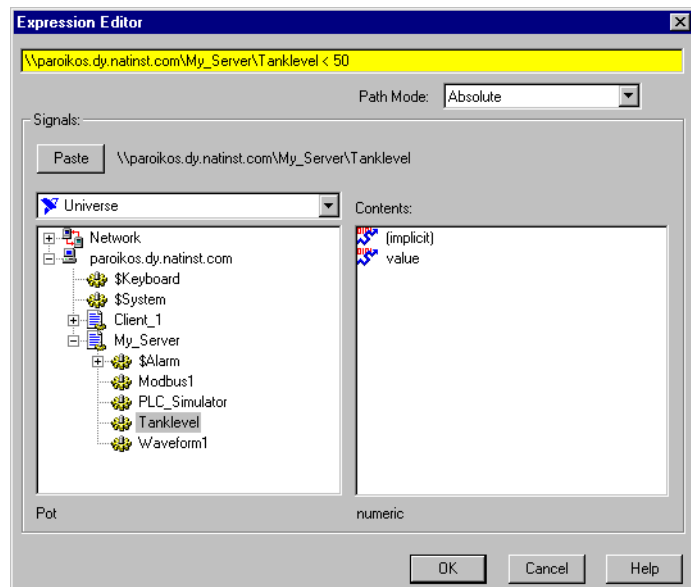 Expression Editor
\\paroikos.dy.natinst.com\My_Server\Tanklevel < 50
Path Mode: Absolute
Signals:
Paste \\paroikos.dy.natinst.com\My_Server\Tanklevel
Universe
Contents:
Network
paroikos.dy.natinst.com
$Keyboard
$System
Client_1
My_Server
$Alarm
Modbus1
PLC_Simulator
Tanklevel
Waveform1
(implicit)
value
Pot
numeric
OK Cancel Help